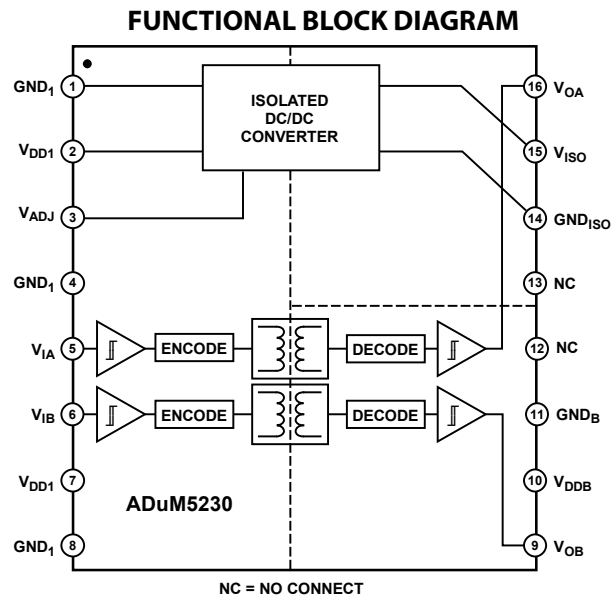 FUNCTIONAL BLOCK DIAGRAM
ISOLATED
DC/DC
CONVERTER
GND1 1
VDD1 2
VADJ 3
GND1 4
VIA 5
VIB 6
VDD1 7
GND1 8
16 VOA
15 VISO
14 GNDISO
13 NC
12 NC
11 GNDB
10 VDDB
9 VOB
ENCODE DECODE
ENCODE DECODE
ADuM5230
NC = NO CONNECT